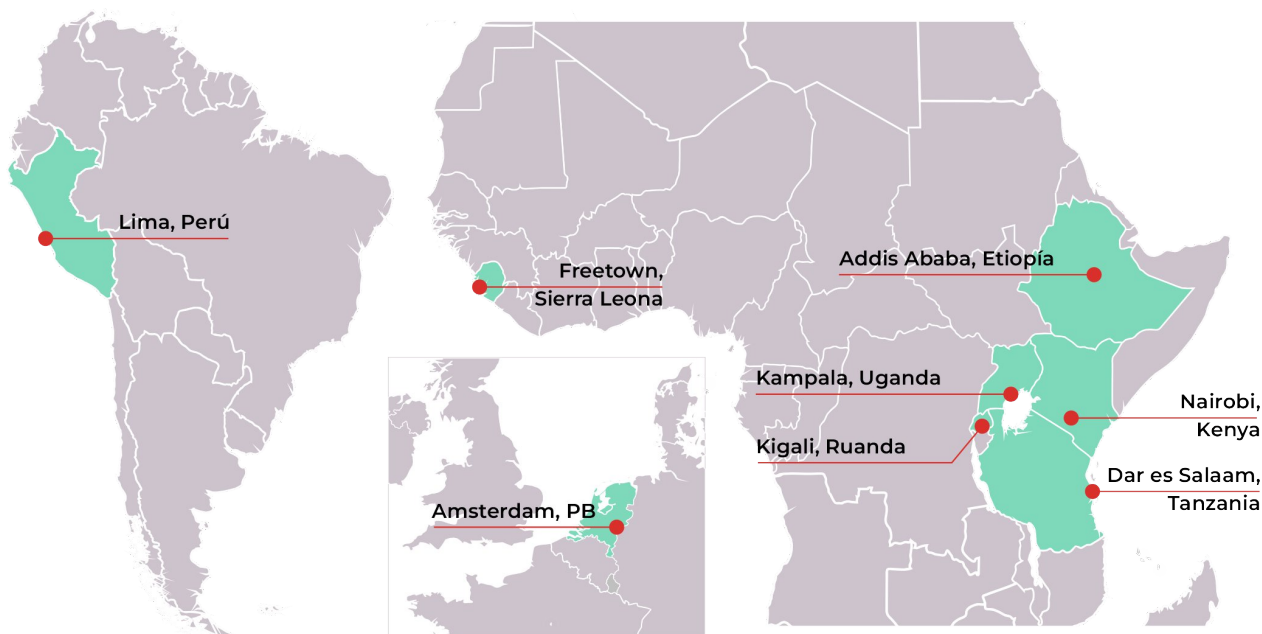 Lima, Perú
Freetown,
Sierra Leona
Addis Ababa, Etiopía
Kampala, Uganda
Nairobi,
Kenya
Kigali, Ruanda
Dar es Salaam,
Tanzania
Amsterdam, PB